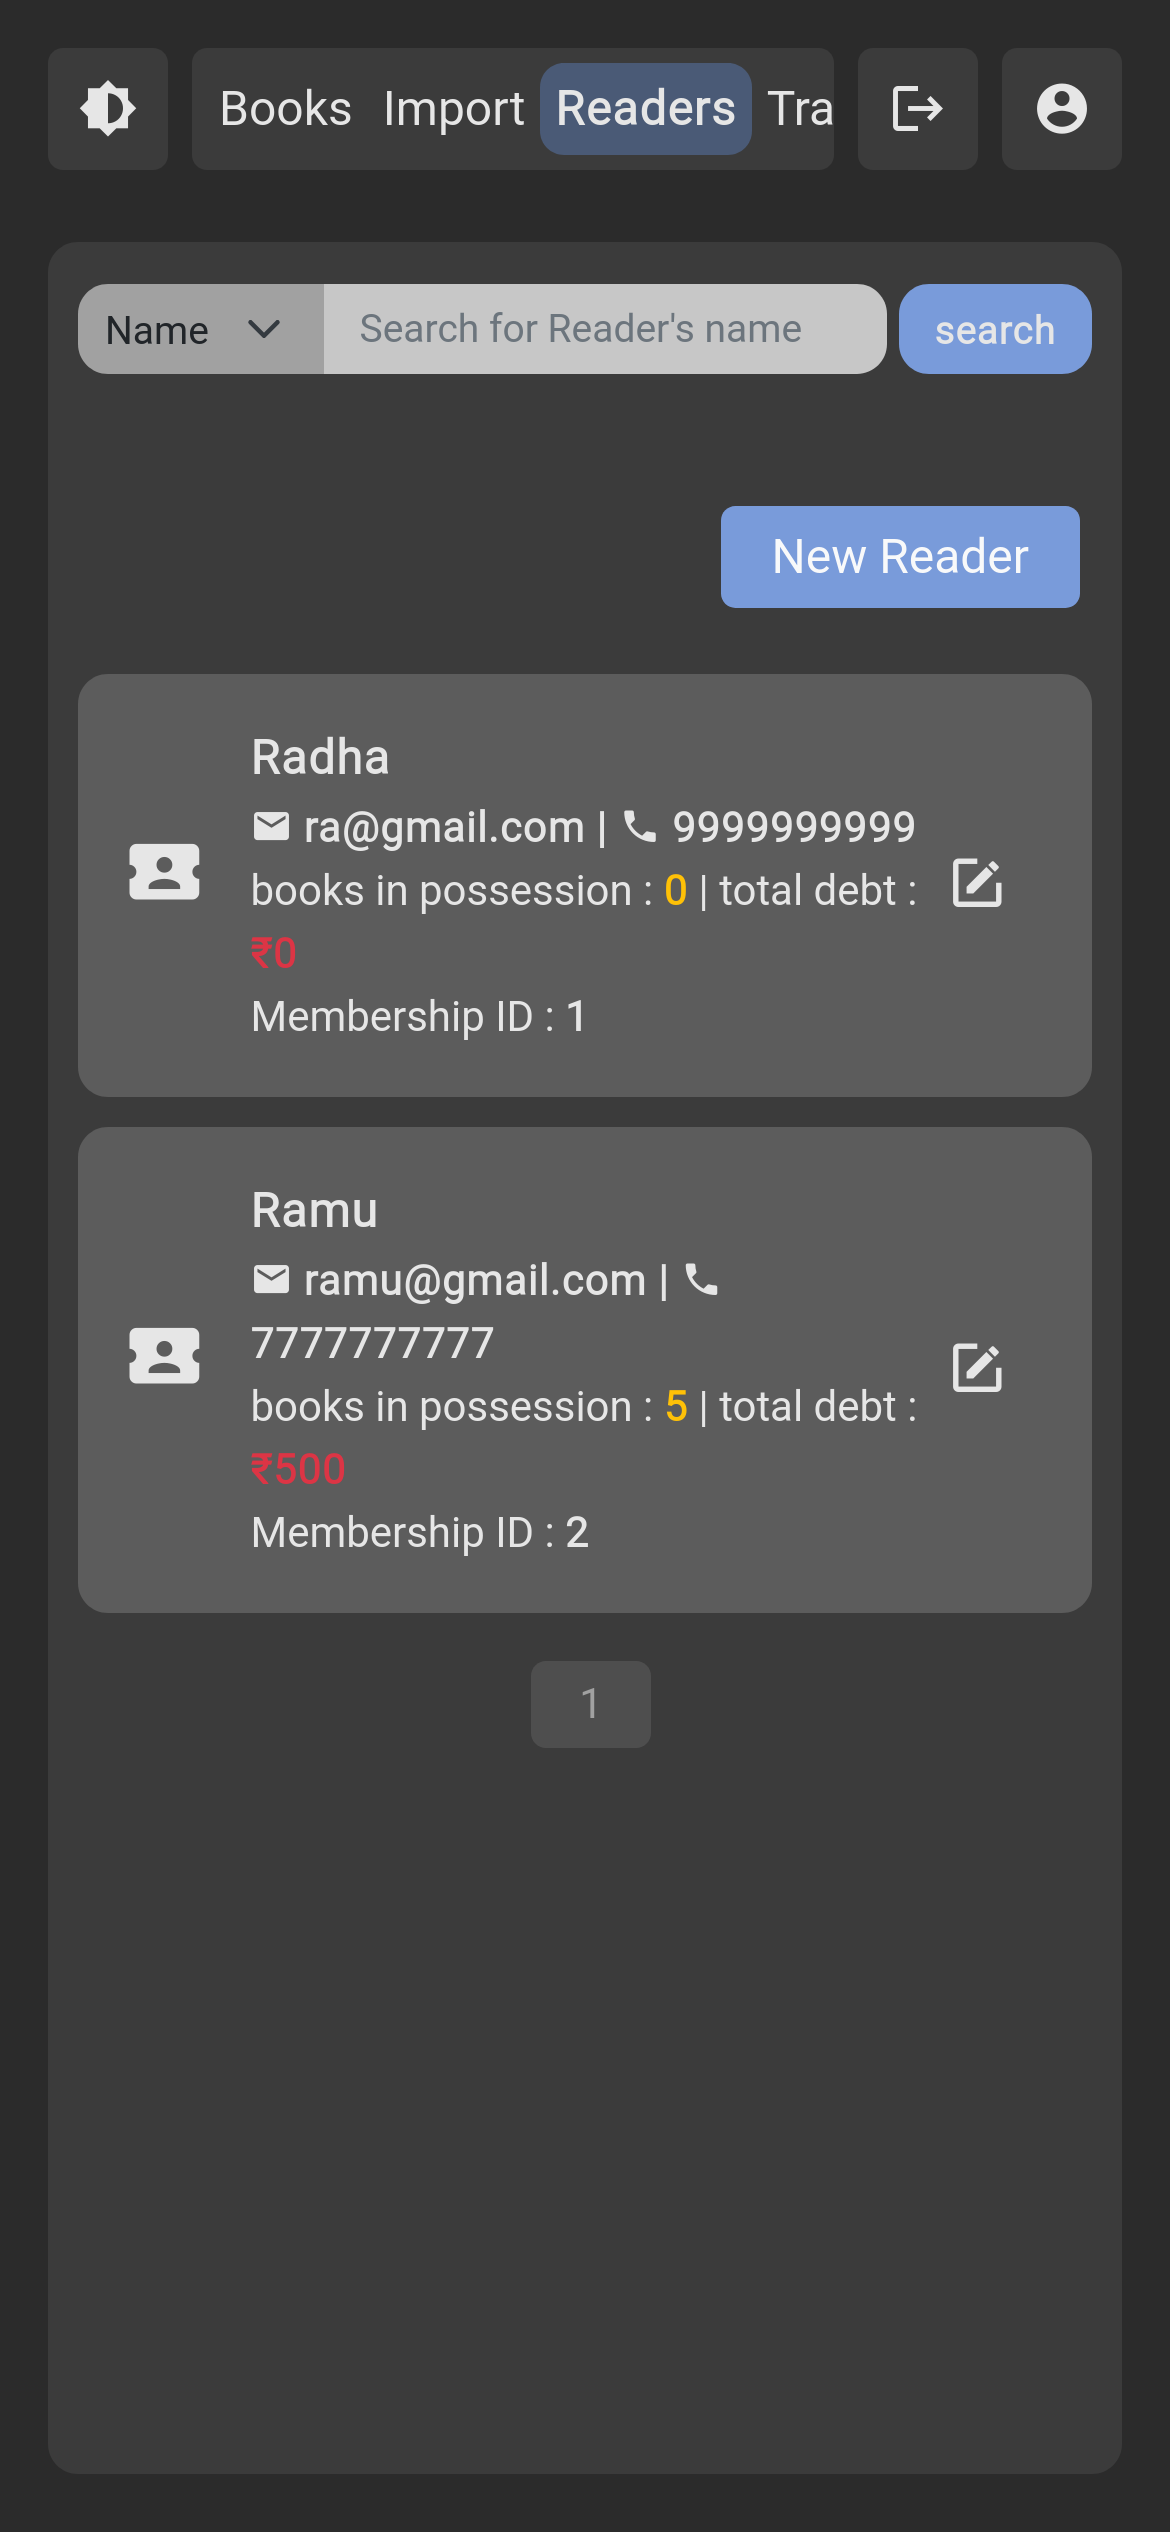 Books Import Readers Tra
Name Search for Reader's name search
New Reader
Radha
ra@gmail.com | 9999999999
books in possession : 0 | total debt :
₹0
Membership ID : 1
Ramu
ramu@gmail.com |
7777777777
books in possession : 5 | total debt :
₹500
Membership ID : 2
1